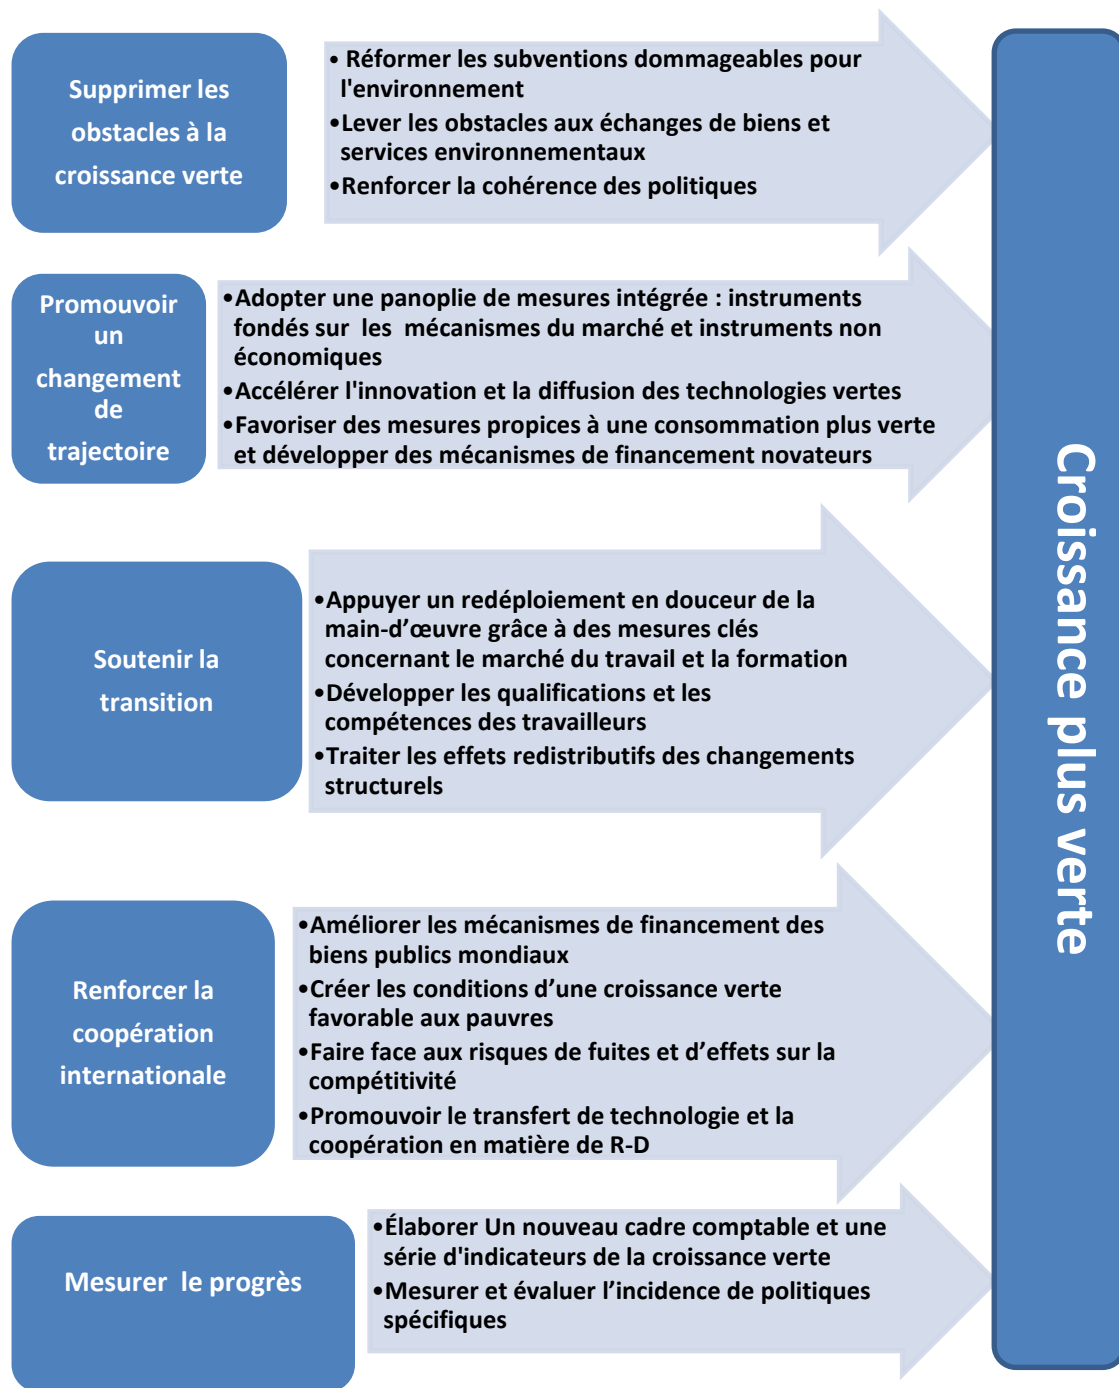 Supprimer les
obstacles à la
croissance verte
• Réformer les subventions dommageables pour
l'environnement
•Lever les obstacles aux échanges de biens et
services environnementaux
•Renforcer la cohérence des politiques
Promouvoir
un
changement
de
trajectoire
•Adopter une panoplie de mesures intégrée : instruments
fondés sur les mécanismes du marché et instruments non
économiques
•Accélérer l'innovation et la diffusion des technologies vertes
•Favoriser des mesures propices à une consommation plus verte
et développer des mécanismes de financement novateurs
Soutenir la
transition
•Appuyer un redéploiement en douceur de la
main-d’œuvre grâce à des mesures clés
concernant le marché du travail et la formation
•Développer les qualifications et les
compétences des travailleurs
•Traiter les effets redistributifs des changements
structurels
Renforcer la
coopération
internationale
•Améliorer les mécanismes de financement des
biens publics mondiaux
•Créer les conditions d’une croissance verte
favorable aux pauvres
•Faire face aux risques de fuites et d’effets sur la
compétitivité
•Promouvoir le transfert de technologie et la
coopération en matière de R-D
Mesurer le progrès
•Élaborer Un nouveau cadre comptable et une
série d'indicateurs de la croissance verte
•Mesurer et évaluer l’incidence de politiques
spécifiques
Croissance plus verte